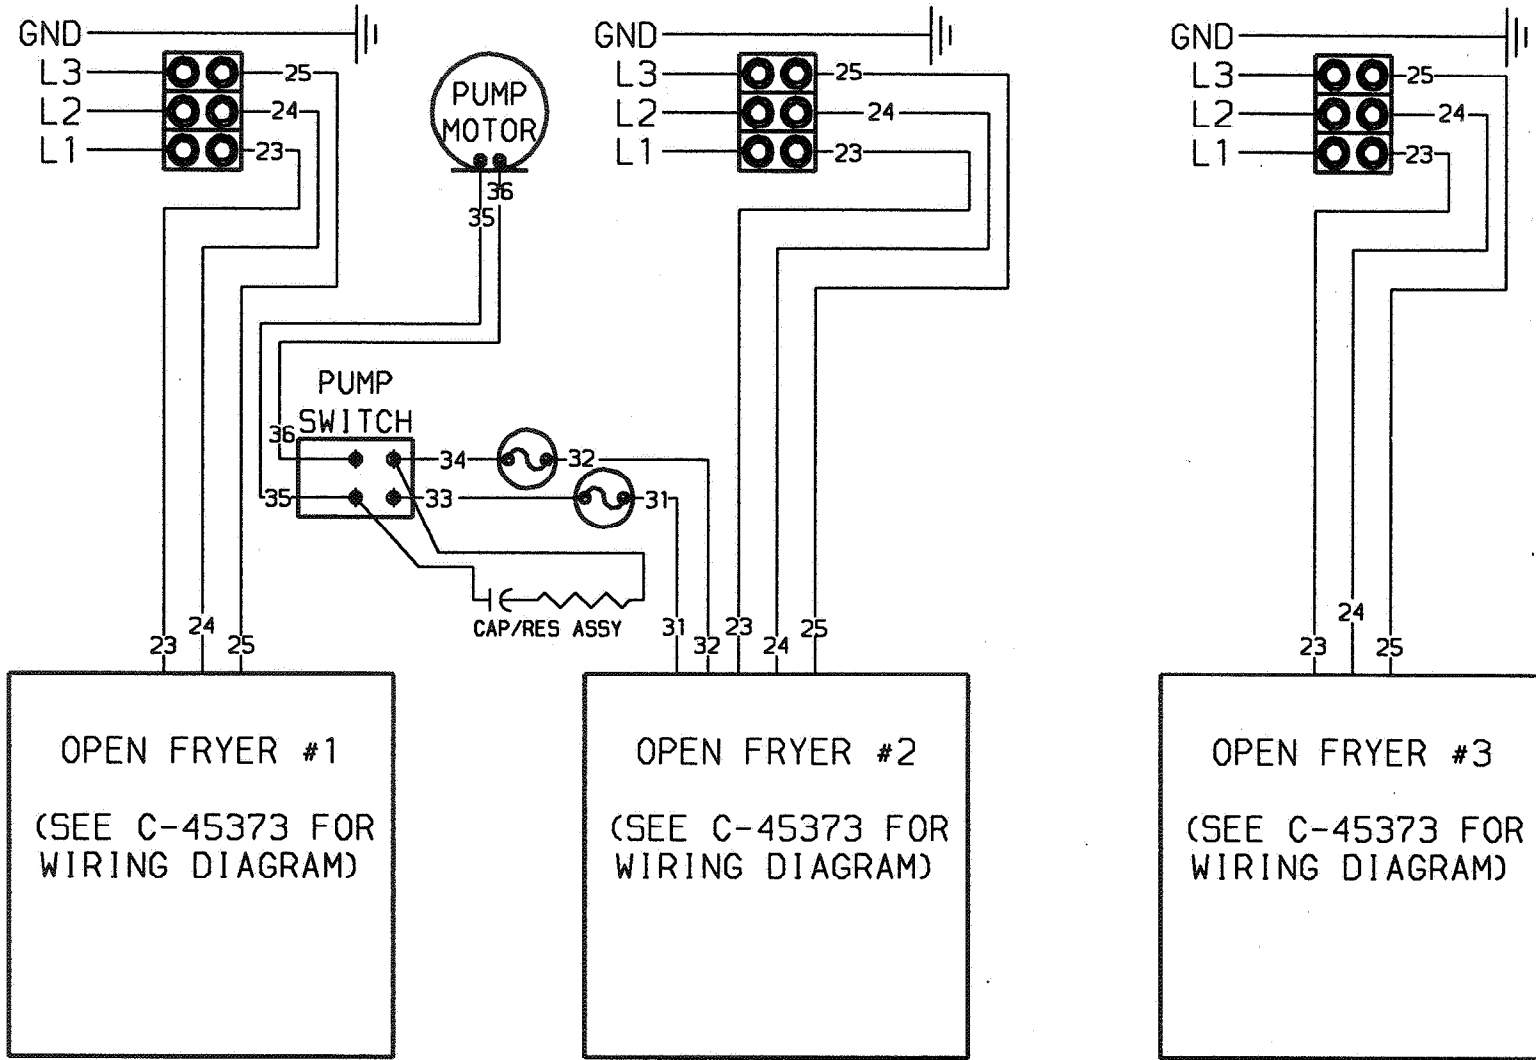 GND
L3
25
L2
24
L1
23
PUMP
MOTOR
36
35
GND
L3
25
L2
24
L1
23
GND
L3
25
L2
24
L1
23
PUMP
SWITCH
36
34
32
35
33
31
CAP/RES ASSY
23
24
25
31
32
23
24
25
23
24
25
OPEN FRYER #1
(SEE C-45373 FOR
WIRING DIAGRAM)
OPEN FRYER #2
(SEE C-45373 FOR
WIRING DIAGRAM)
OPEN FRYER #3
(SEE C-45373 FOR
WIRING DIAGRAM)